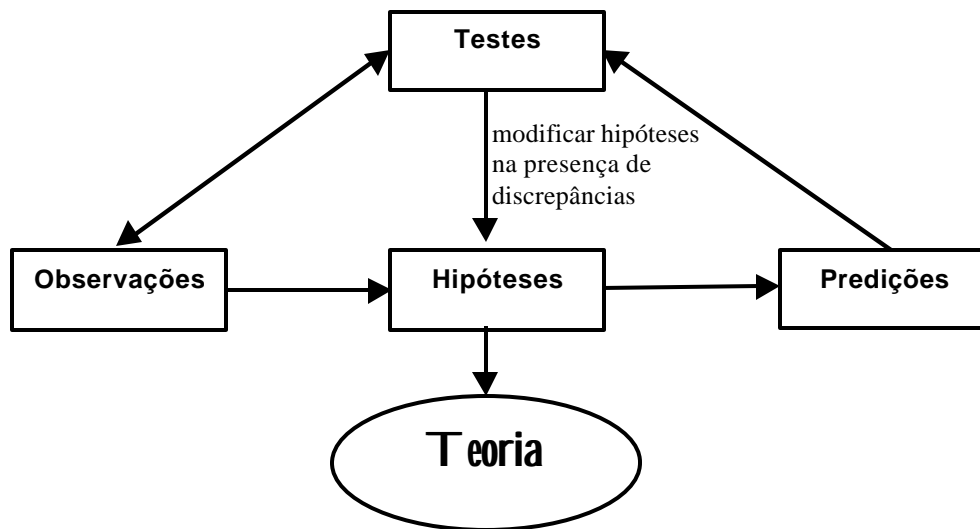 Testes
modificar hipóteses
na presença de
discrepâncias
Observações
Hipóteses
Predições
Teoria